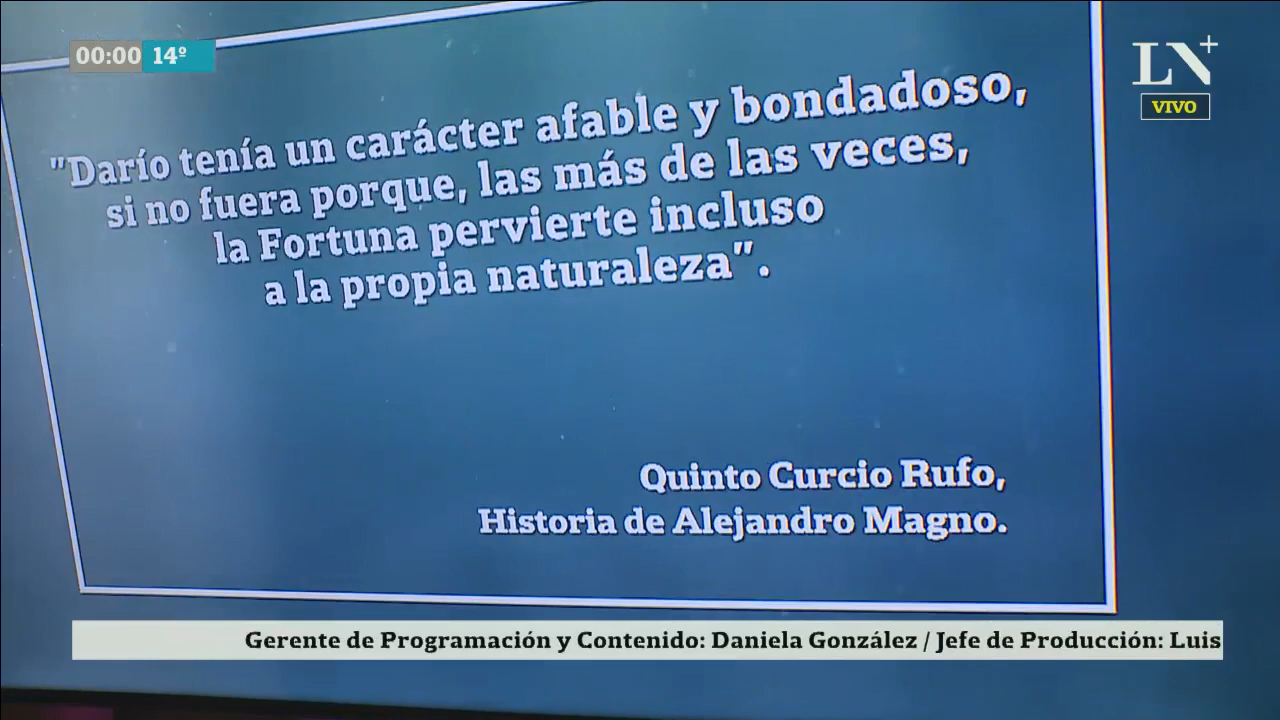 00:00 14º
LN+
VIVO
"Darío tenía un carácter afable y bondadoso,
si no fuera porque, las más de las veces,
la Fortuna pervierte incluso
a la propia naturaleza".
Quinto Curcio Rufo,
Historia de Alejandro Magno.
Gerente de Programación y Contenido: Daniela González / Jefe de Producción: Luis